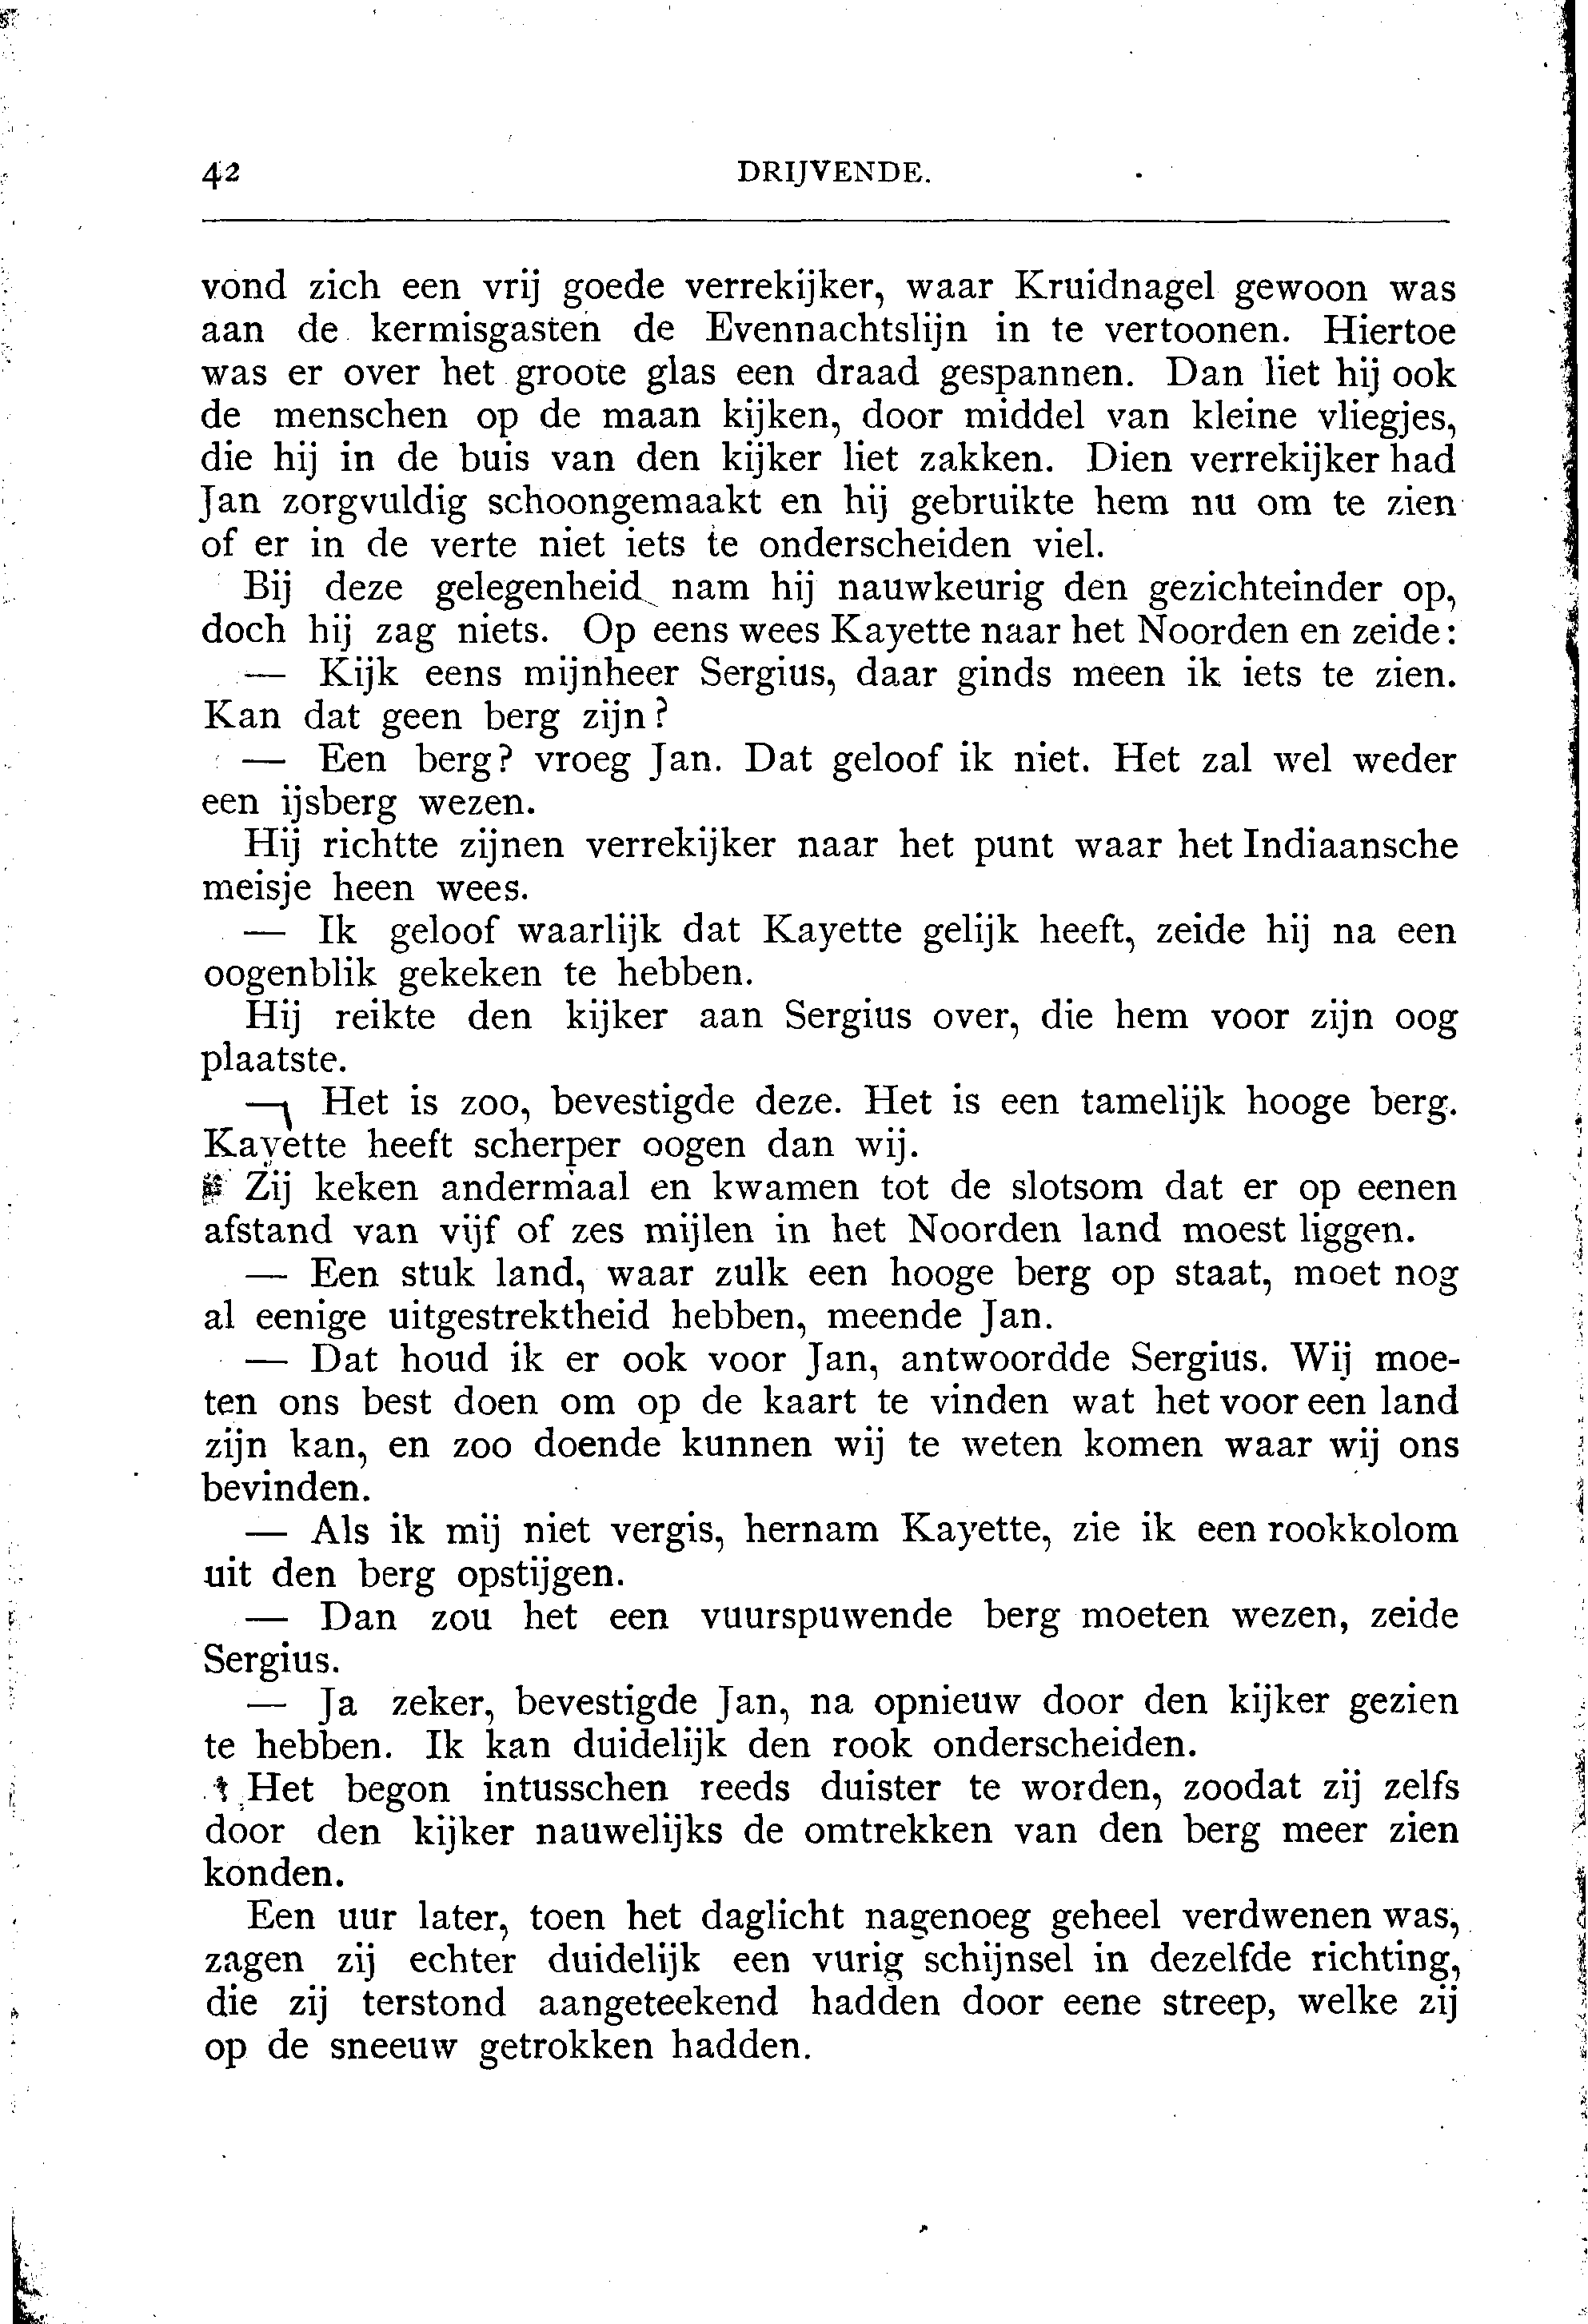 42 DRIJVENDE.
vond zich een vrij goede verrekijker, waar Kruidnagel gewoon was
aan de kermisgasten de Evennachtslijn in te vertoonen. Hiertoe
was er over het groote glas een draad gespannen. Dan liet hij ook
de menschen op de maan kijken, door middel van kleine vliegjes,
die hij in de buis van den kijker liet zakken. Dien verrekijker had
Jan zorgvuldig schoongemaakt en hij gebruikte hem nu om te zien
of er in de verte niet iets te onderscheiden viel.
Bij deze gelegenheid nam hij nauwkeurig den gezichteinder op,
doch hij zag niets. Op eens wees Kayette naar het Noorden en zeide:
— Kijk eens mijnheer Sergius, daar ginds meen ik iets te zien.
Kan dat geen berg zijn?
— Een berg? vroeg Jan. Dat geloof ik niet. Het zal wel weder
een ijsberg wezen.
Hij richtte zijnen verrekijker naar het punt waar het Indiaansche
meisje heen wees.
— Ik geloof waarlijk dat Kayette gelijk heeft, zeide hij na een
oogenblik gekeken te hebben.
Hij reikte den kijker aan Sergius over, die hem voor zijn oog
plaatste.
— Het is zoo, bevestigde deze. Het is een tamelijk hooge berg.
Kayette heeft scherper oogen dan wij.
Zij keken andermaal en kwamen tot de slotsom dat er op eenen
afstand van vijf of zes mijlen in het Noorden land moest liggen.
— Een stuk land, waar zulk een hooge berg op staat, moet nog
al eenige uitgestrektheid hebben, meende Jan.
— Dat houd ik er ook voor Jan, antwoordde Sergius. Wij moe-
ten ons best doen om op de kaart te vinden wat het voor een land
zijn kan, en zoo doende kunnen wij te weten komen waar wij ons
bevinden.
— Als ik mij niet vergis, hernam Kayette, zie ik een rookkolom
uit den berg opstijgen.
— Dan zou het een vuurspuwende berg moeten wezen, zeide
Sergius.
— Ja zeker, bevestigde Jan, na opnieuw door den kijker gezien
te hebben. Ik kan duidelijk den rook onderscheiden.
Het begon intusschen reeds duister te worden, zoodat zij zelfs
door den kijker nauwelijks de omtrekken van den berg meer zien
konden.
Een uur later, toen het daglicht nagenoeg geheel verdwenen was,
zagen zij echter duidelijk een vurig schijnsel in dezelfde richting,
die zij terstond aangeteekend hadden door eene streep, welke zij
op de sneeuw getrokken hadden.